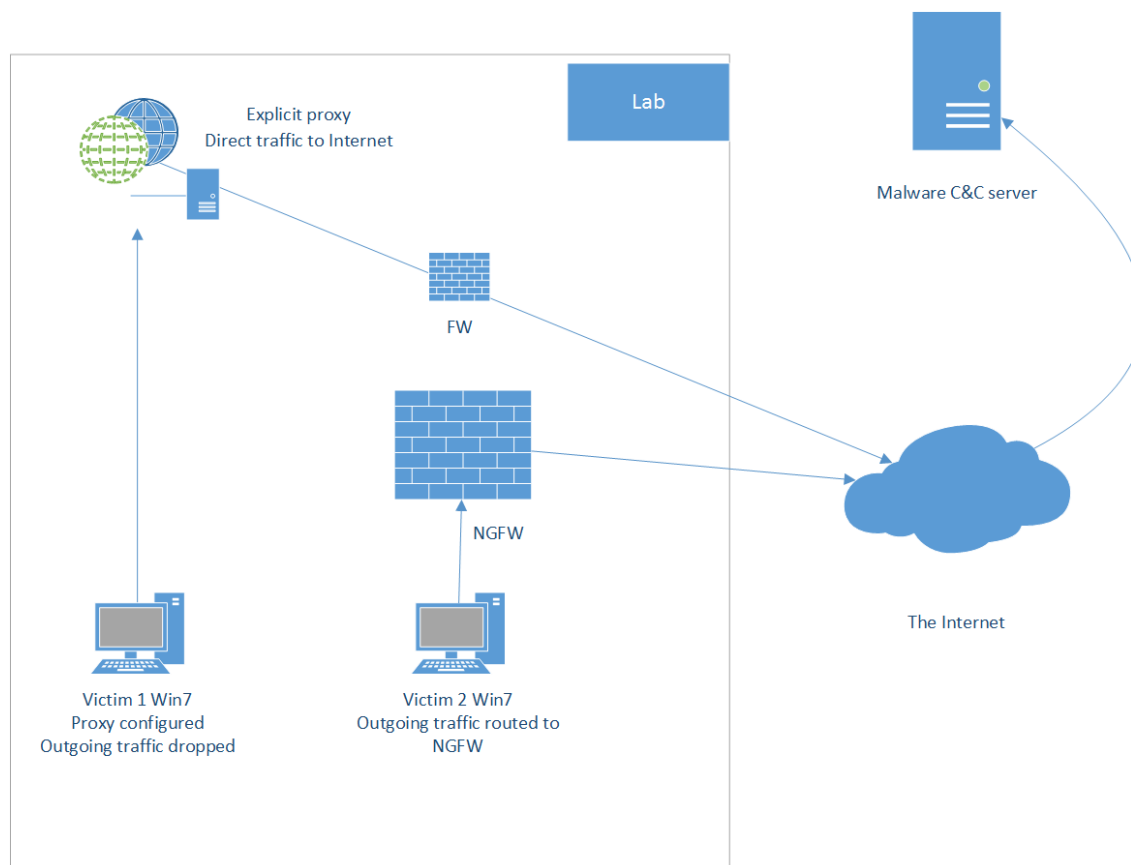 Explicit proxy
Direct traffic to Internet
Lab
Malware C&C server
FW
NGFW
The Internet
Victim 1 Win7
Proxy configured
Outgoing traffic dropped
Victim 2 Win7
Outgoing traffic routed to
NGFW